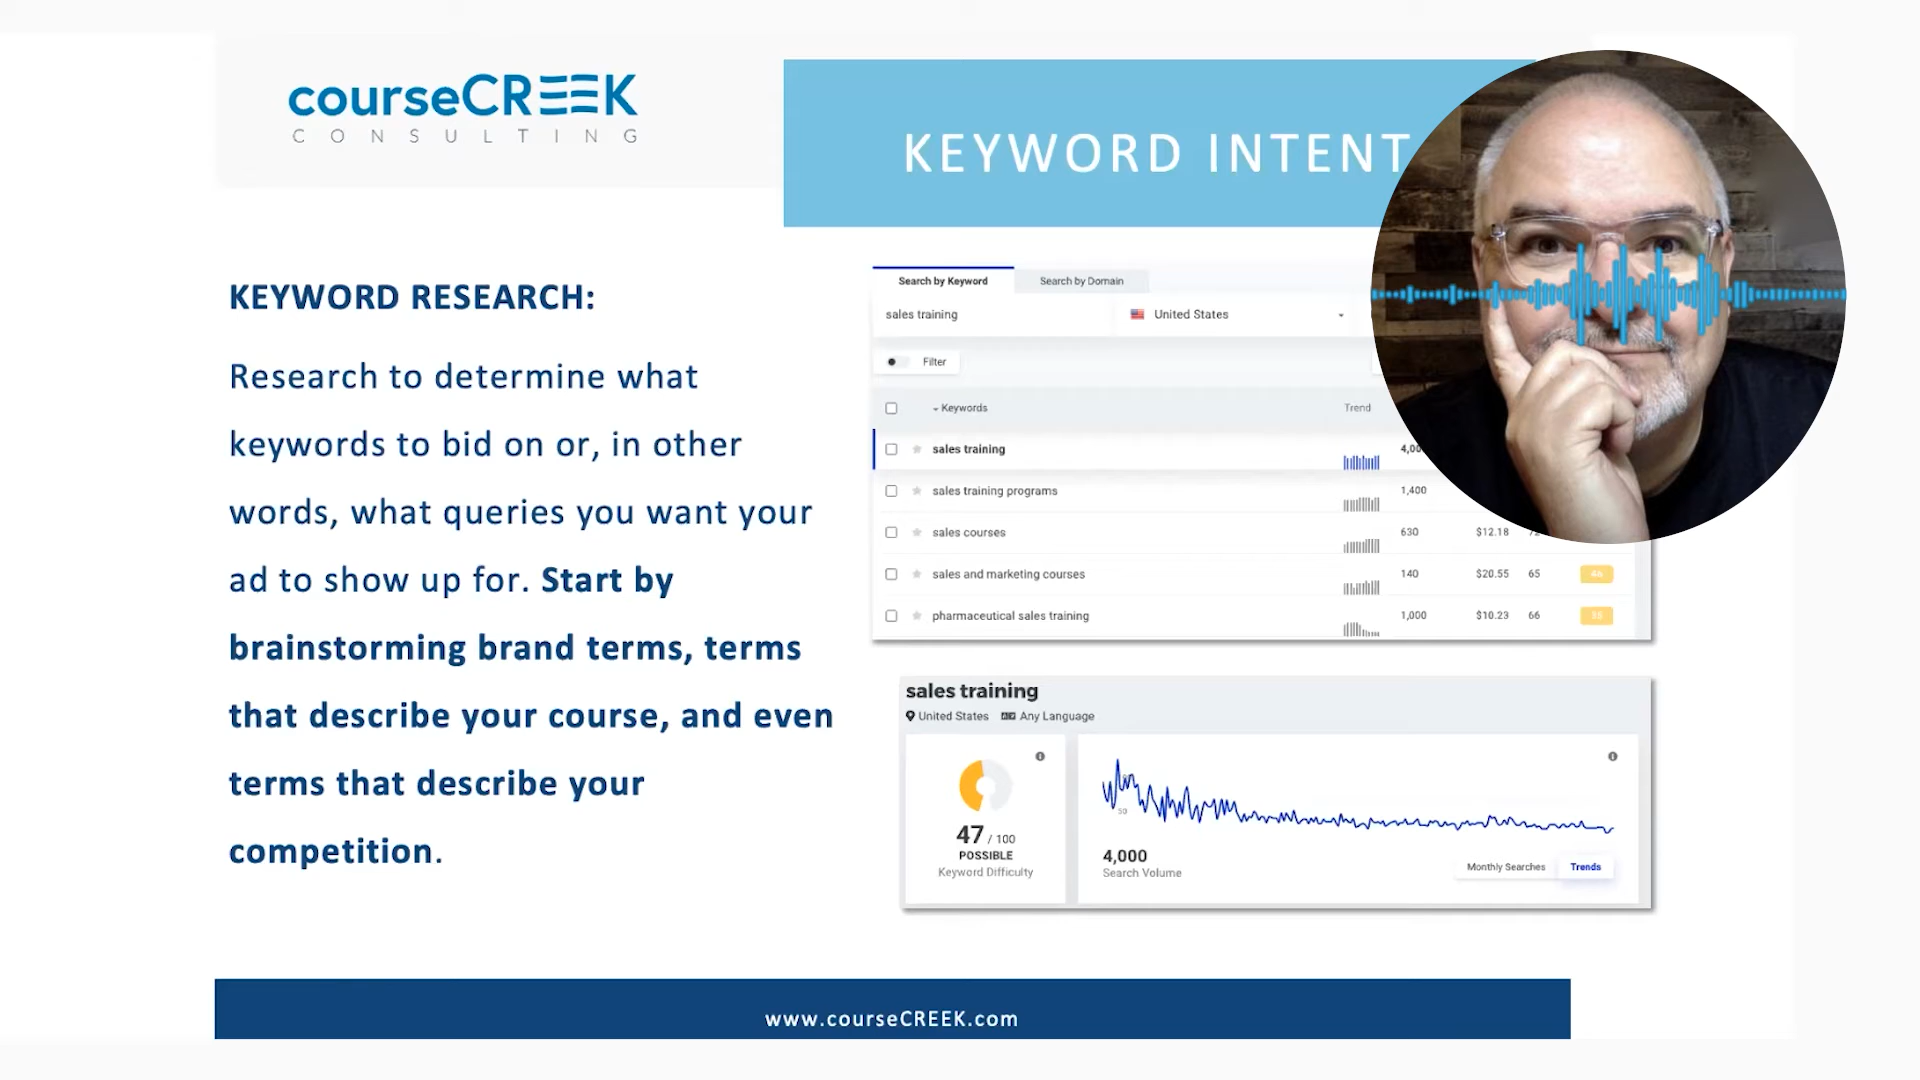 courseCREEK
CONSULTING
KEYWORD INTENT
KEYWORD RESEARCH:
Research to determine what
keywords to bid on or, in other
words, what queries you want your
ad to show up for. Start by
brainstorming brand terms, terms
that describe your course, and even
terms that describe your
competition.
Search by Keyword Search by Domain
sales training United States
Filter
Keywords Trend
sales training
sales training programs 1,400
sales courses 630 $12.18
sales and marketing courses 140 $20.55 65 46
pharmaceutical sales training 1,000 $10.23 66 35
sales training
United States Any Language
50
47 / 100
POSSIBLE
Keyword Difficulty
4,000
Search Volume
Monthly Searches Trends
www.courseCREEK.com